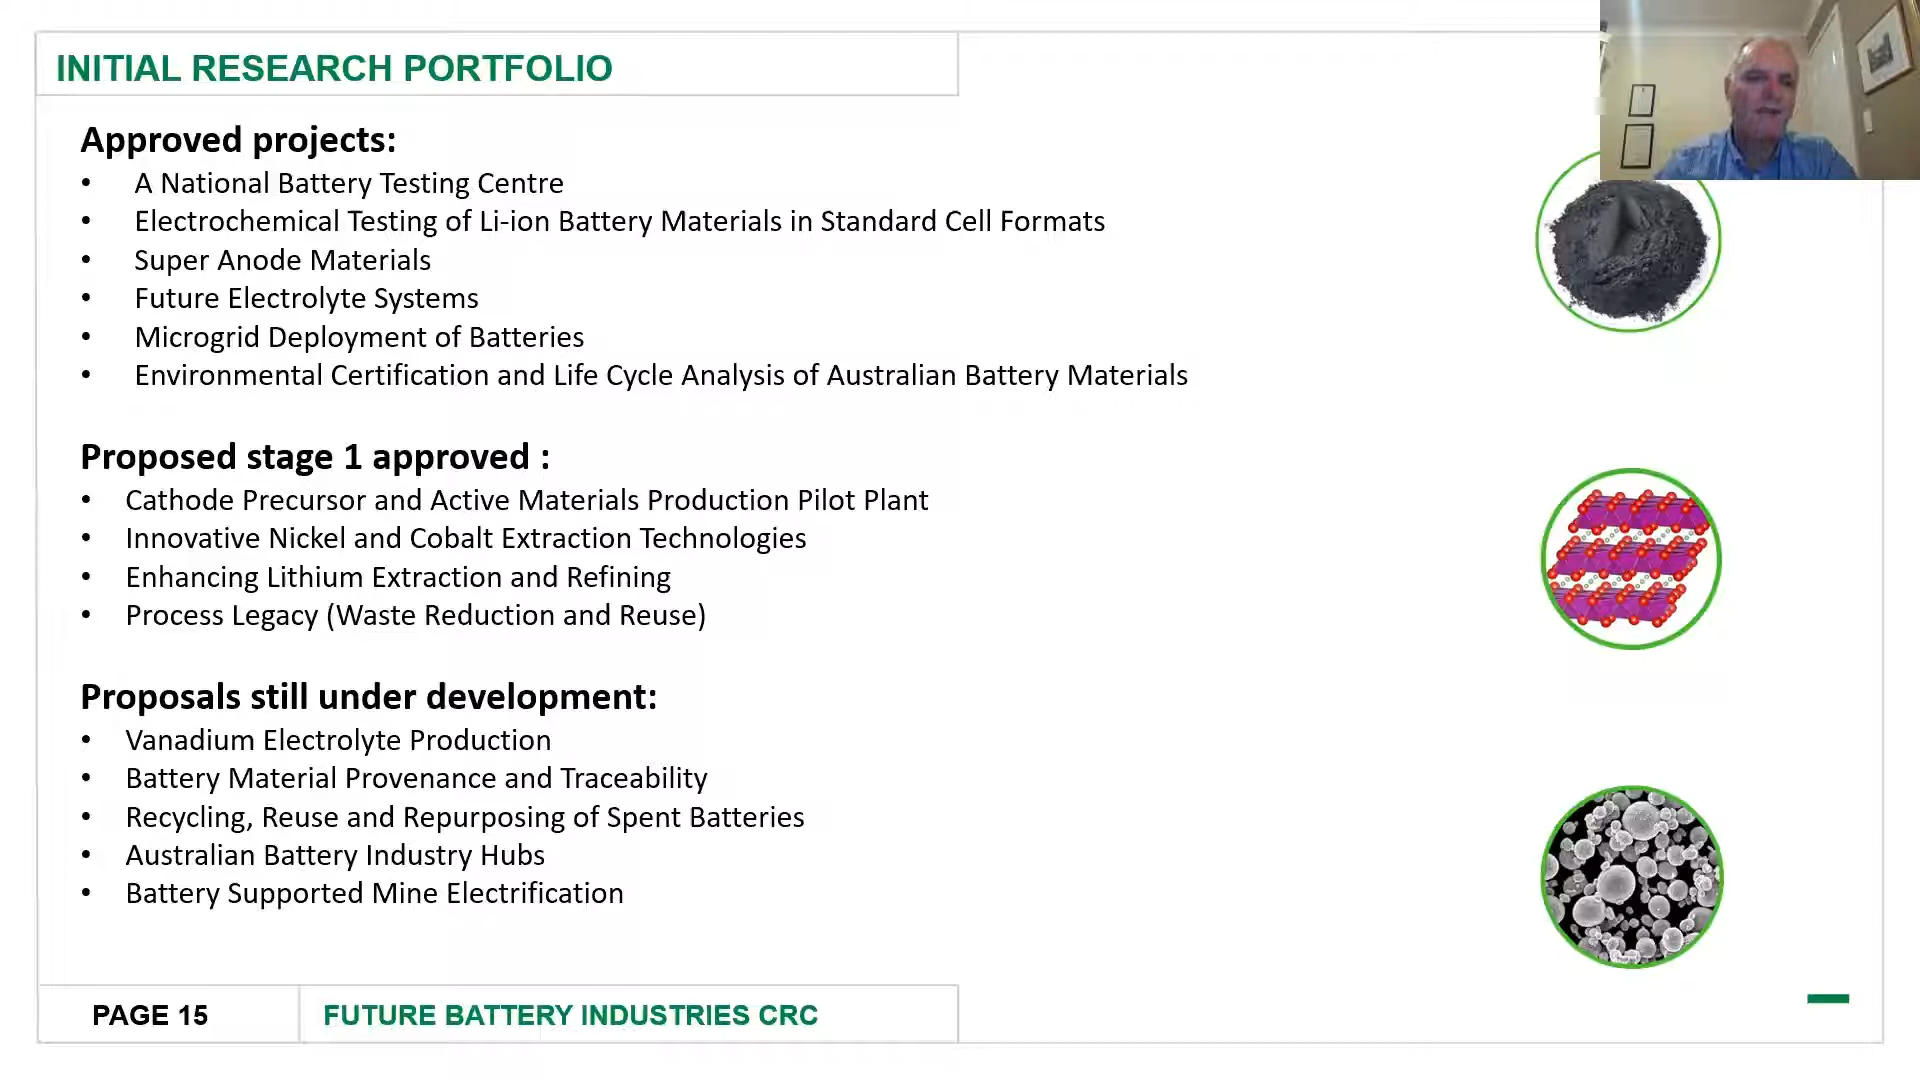 INITIAL RESEARCH PORTFOLIO
Approved projects:
• A National Battery Testing Centre
• Electrochemical Testing of Li-ion Battery Materials in Standard Cell Formats
• Super Anode Materials
• Future Electrolyte Systems
• Microgrid Deployment of Batteries
• Environmental Certification and Life Cycle Analysis of Australian Battery Materials
Proposed stage 1 approved :
• Cathode Precursor and Active Materials Production Pilot Plant
• Innovative Nickel and Cobalt Extraction Technologies
• Enhancing Lithium Extraction and Refining
• Process Legacy (Waste Reduction and Reuse)
Proposals still under development:
• Vanadium Electrolyte Production
• Battery Material Provenance and Traceability
• Recycling, Reuse and Repurposing of Spent Batteries
• Australian Battery Industry Hubs
• Battery Supported Mine Electrification
PAGE 15
FUTURE BATTERY INDUSTRIES CRC